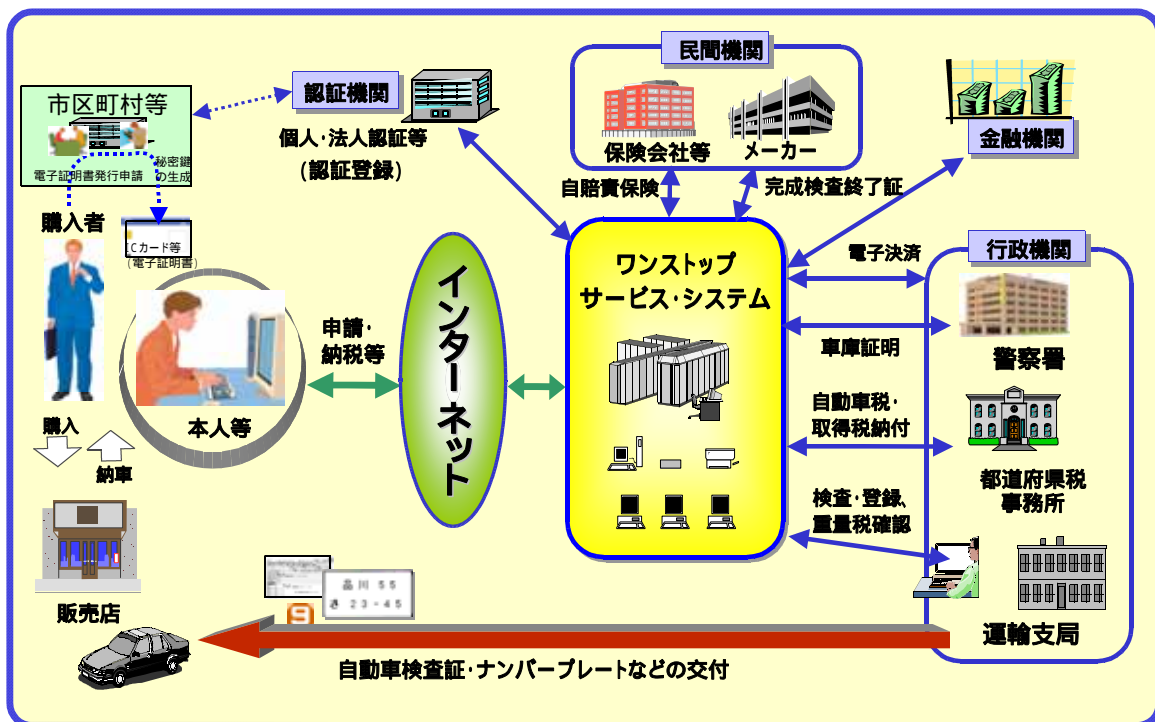 民間機関
認証機関
市区町村等
電子証明書発行申請
秘密鍵
の生成
個人・法人認証等
(認証登録)
保険会社等
メーカー
金融機関
自賠責保険
完成検査終了証
購入者
ICカード等
(電子証明書)
インターネット
ワンストップ
サービス・システム
電子決済
行政機関
申請・
納税等
車庫証明
警察署
本人等
自動車税・
取得税納付
購入
納車
都道府県税
事務所
検査・登録、
重量税確認
品川 55
23-45
9
販売店
運輸支局
自動車検査証・ナンバープレートなどの交付